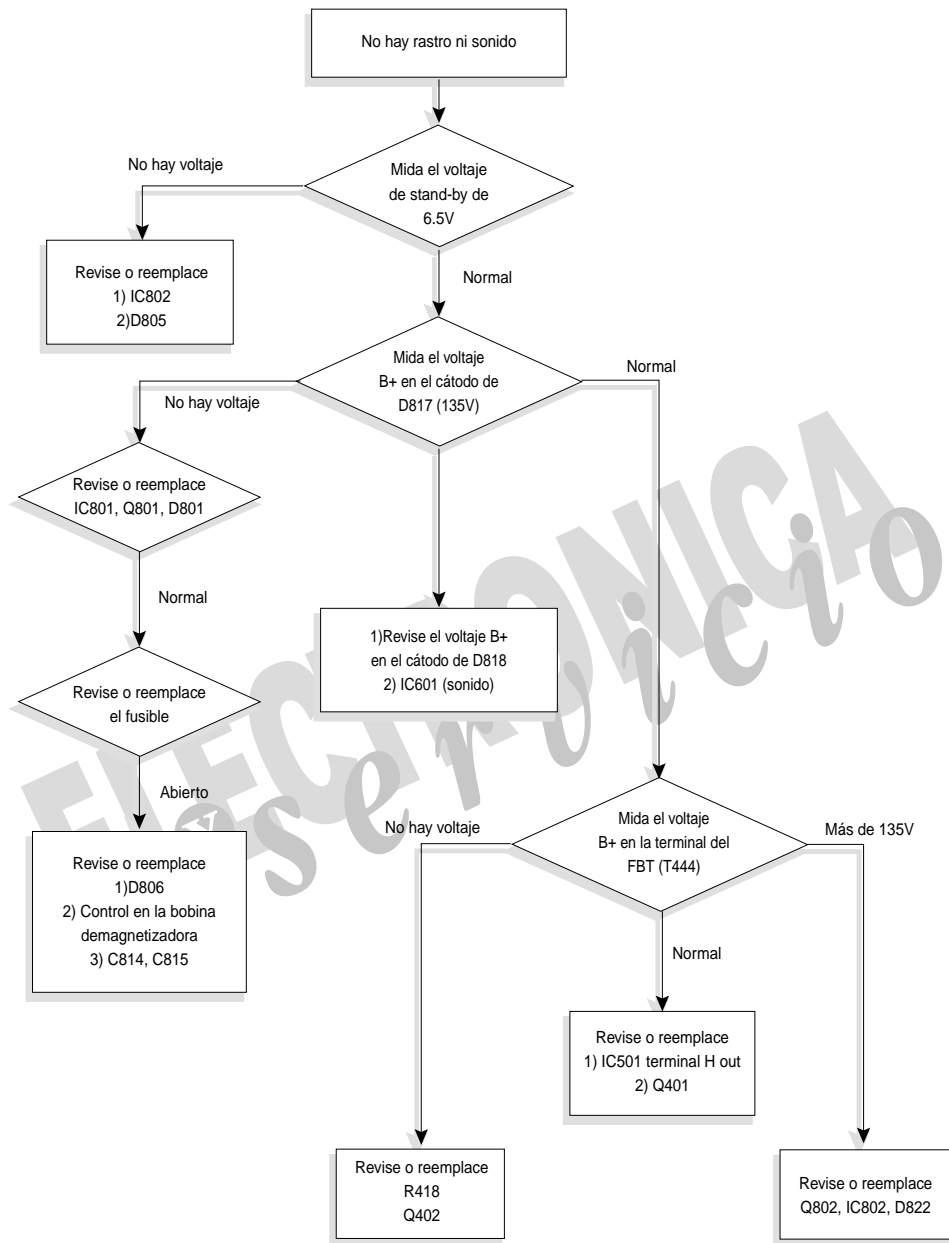 No hay rastro ni sonido
No hay voltaje
Mida el voltaje
de stand-by de
6.5V
Revise o reemplace
1) IC802
2)D805
Normal
Mida el voltaje
B+ en el cátodo de
D817 (135V)
Normal
No hay voltaje
Revise o reemplace
IC801, Q801, D801
Normal
1)Revise el voltaje B+
en el cátodo de D818
2) IC601 (sonido)
Revise o reemplace
el fusible
Abierto
Revise o reemplace
1)D806
2) Control en la bobina
demagnetizadora
3) C814, C815
No hay voltaje
Mida el voltaje
B+ en la terminal del
FBT (T444)
Más de 135V
Normal
Revise o reemplace
1) IC501 terminal H out
2) Q401
Revise o reemplace
R418
Q402
Revise o reemplace
Q802, IC802, D822
ELECTRONICA
y servicio